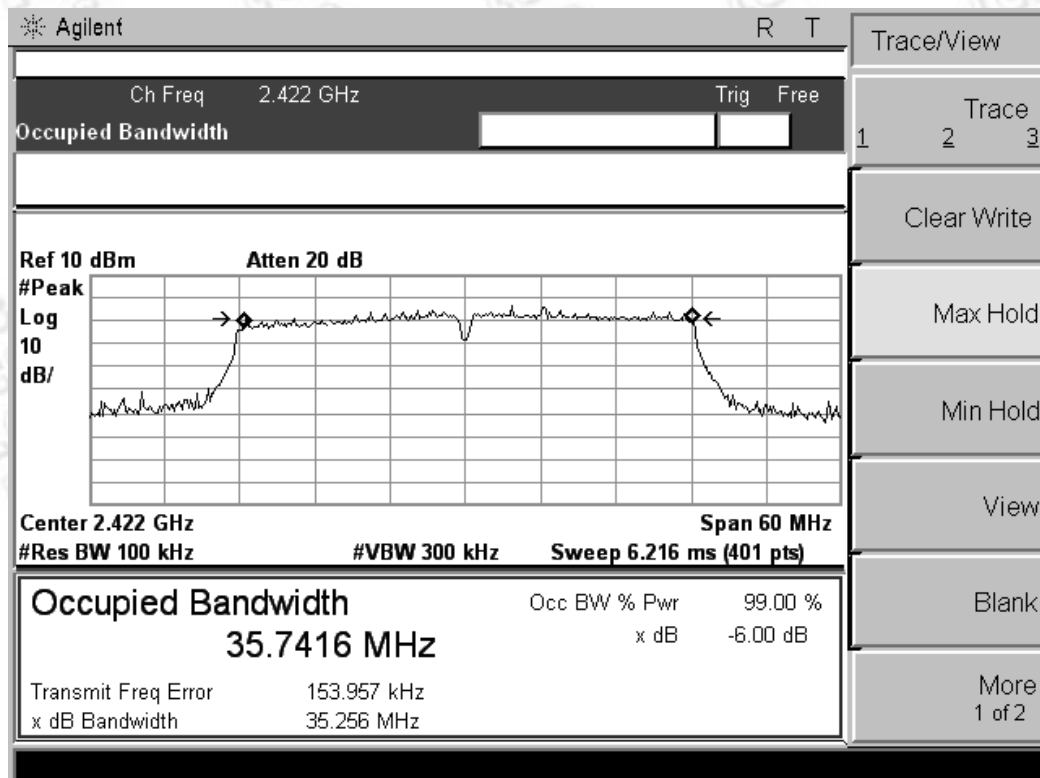 Agilent R T
Trace/View
Ch Freq 2.422 GHz Trig Free
Occupied Bandwidth
Trace
1 2 3
Clear Write
Ref 10 dBm Atten 20 dB
#Peak
Log
10
dB/
Max Hold
Min Hold
Center 2.422 GHz Span 60 MHz
#Res BW 100 kHz #VBW 300 kHz Sweep 6.216 ms (401 pts)
View
Occupied Bandwidth Occ BW % Pwr 99.00 %
35.7416 MHz x dB -6.00 dB
Blank
Transmit Freq Error 153.957 kHz
x dB Bandwidth 35.256 MHz
More
1 of 2